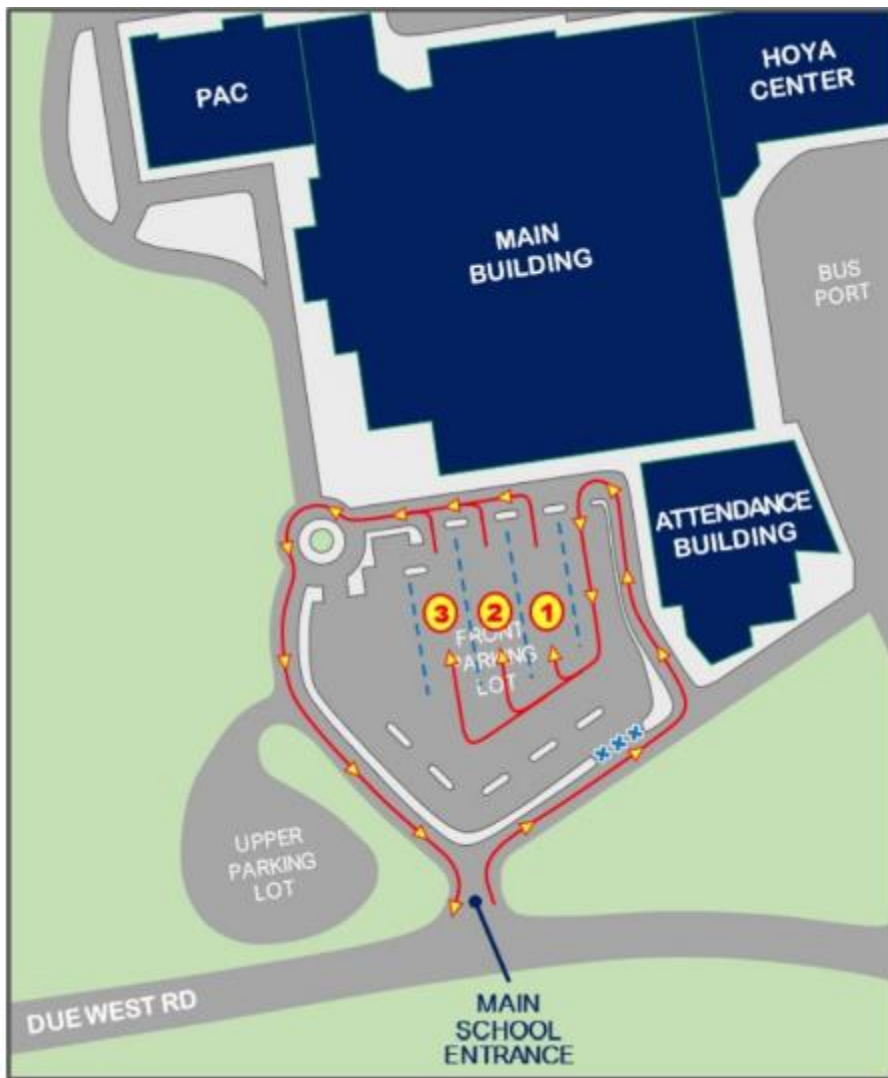 PAC
HOYA
CENTER
MAIN
BUILDING
BUS
PORT
ATTENDANCE
BUILDING
3
2
1
FRONT
PARKING
LOT
UPPER
PARKING
LOT
DUE WEST RD
MAIN
SCHOOL
ENTRANCE